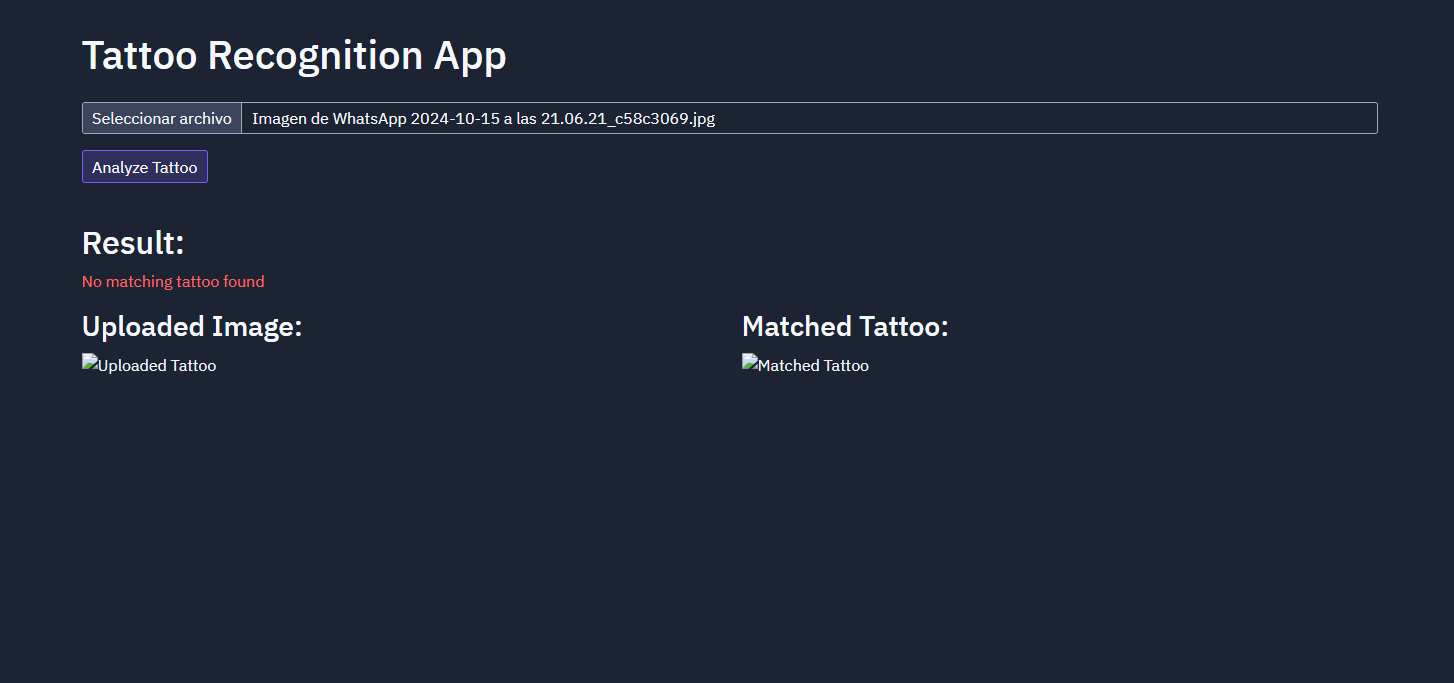 Tattoo Recognition App
Seleccionar archivo Imagen de WhatsApp 2024-10-15 a las 21.06.21_c58c3069.jpg
Analyze Tattoo
Result:
No matching tattoo found
Uploaded Image: Matched Tattoo:
Uploaded Tattoo Matched Tattoo